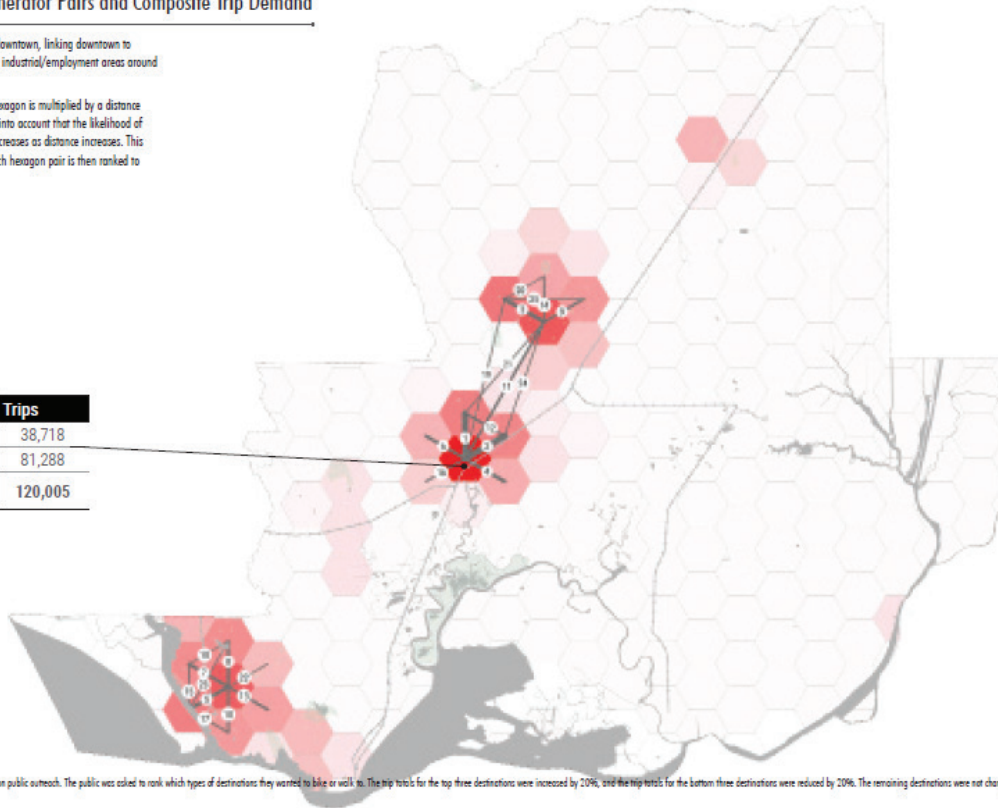 nerator Pairs and Composite Trip Demand
owntown, linking downtown to
industrial/employment areas around
exagon is multiplied by a distance
into account that the likelihood of
creases as distance increases. This
ch hexagon pair is then ranked to
Trips
38,718
81,288
120,005
n public outreach. The public was asked to rank which types of destinations they wanted to bike or walk to. The trip totals for the top three destinations were increased by 20%, and the trip totals for the bottom three destinations were reduced by 20%. The remaining destinations were not cha